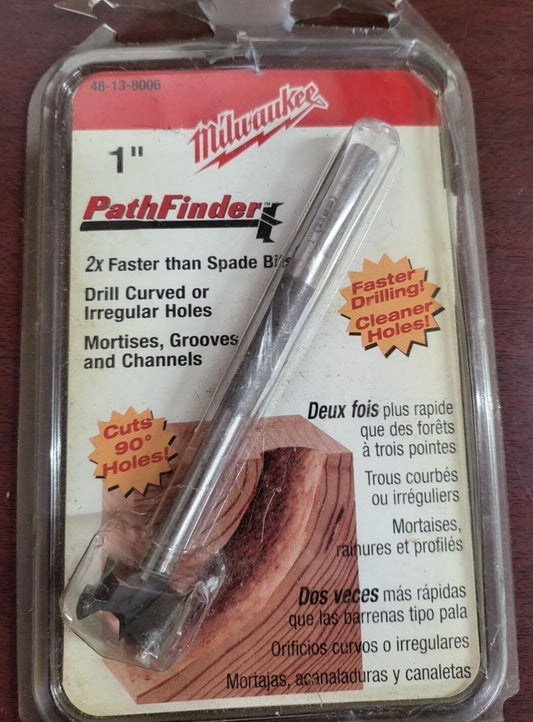 48-13-8006
Milwaukee
1"
PathFinder™
2x Faster than Spade Bits
Drill Curved or
Irregular Holes
Mortises, Grooves
and Channels
Faster
Drilling!
Cleaner
Holes!
Cuts
90°
Holes!
Deux fois plus rapide
que des forêts
à trois pointes
Trous courbés
ou irréguliers
Mortaises,
rainures et profilés
Dos veces más rápidas
que las barrenas tipo pala
Orificios curvos o irregulares
Mortajas, acanaladuras y canaletas